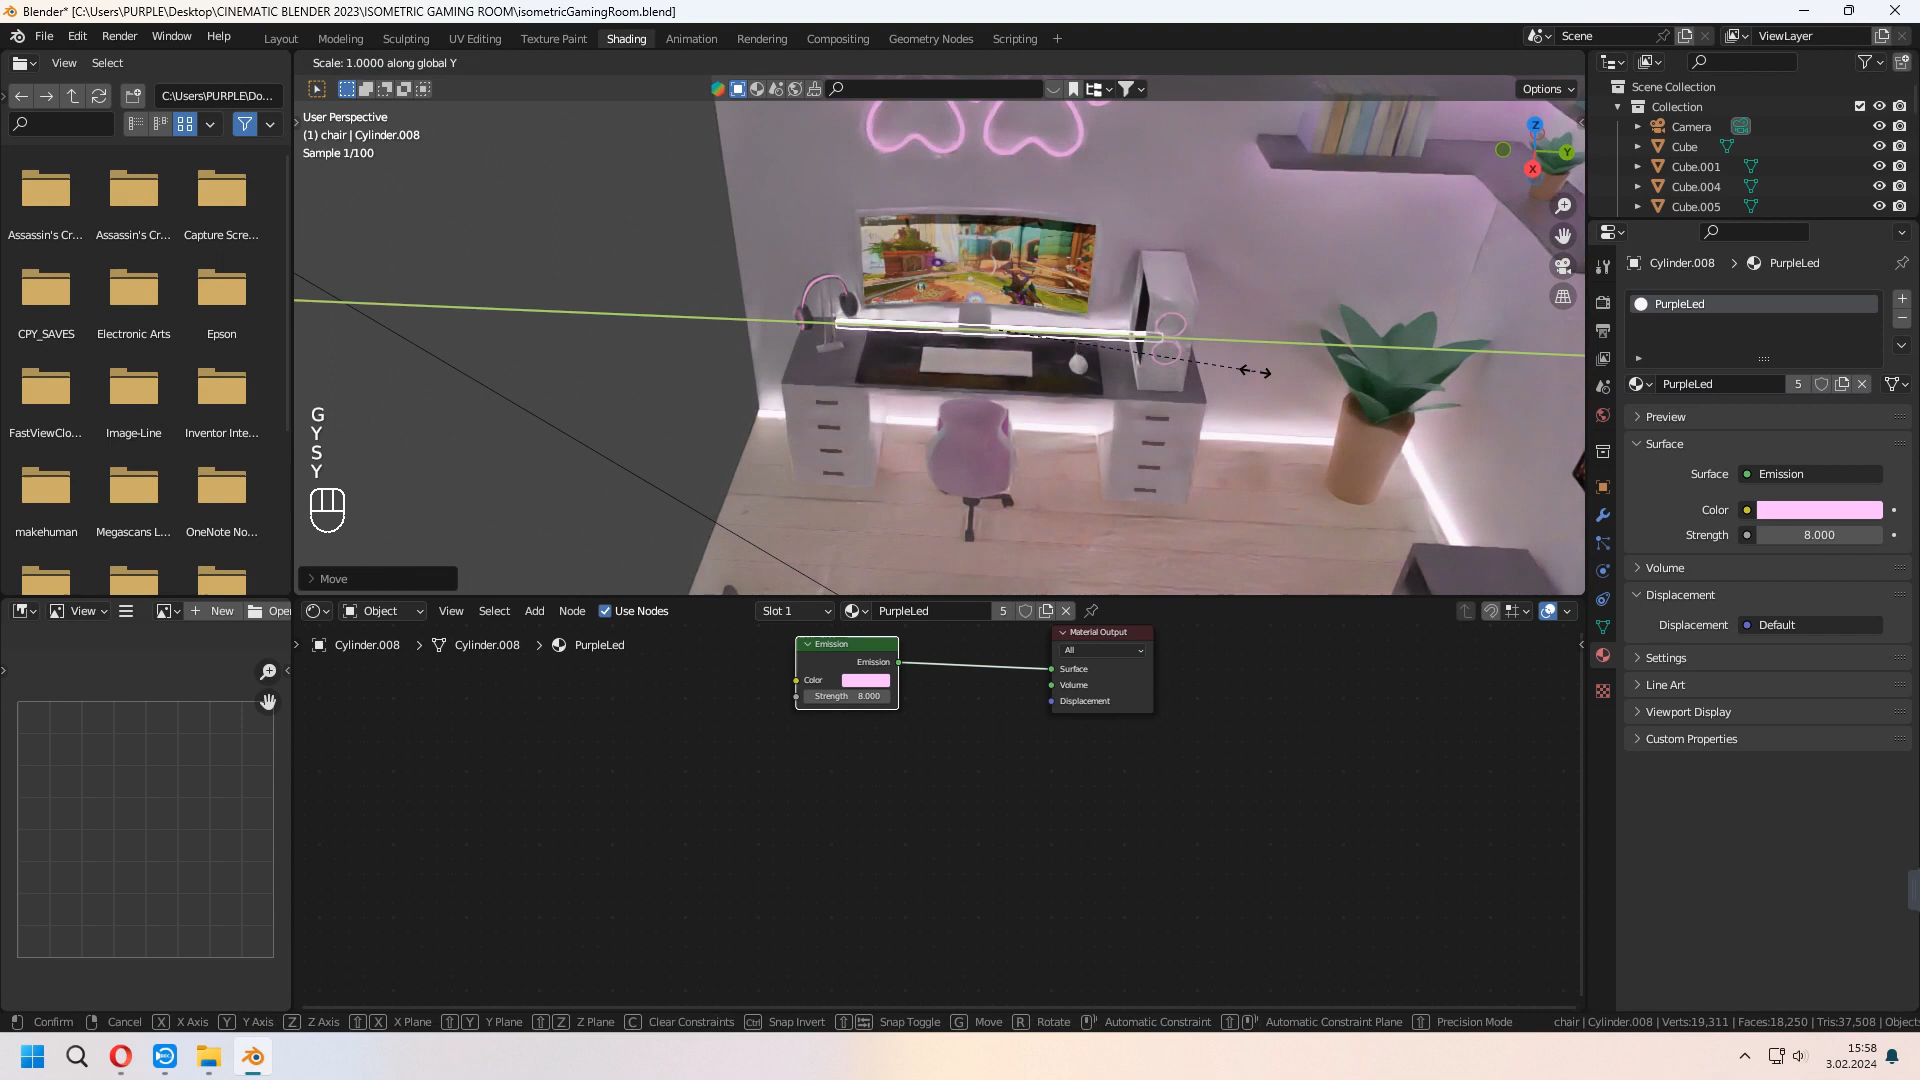 Blender* [C:\Users\PURPLE\Desktop\CINEMATIC BLENDER 2023\ISOMETRIC GAMING ROOM\isometricGamingRoom.blend]
File Edit Render Window Help
Layout Modeling Sculpting UV Editing Texture Paint Shading Animation Rendering Compositing Geometry Nodes Scripting
Scene
ViewLayer
View Select
Scale: 1.0000 along global Y
C:\Users\PURPLE\Do...
Options
User Perspective
(1) chair | Cylinder.008
Sample 1/100
Z
Y
X
Scene Collection
Collection
Camera
Cube
Cube.001
Cube.004
Cube.005
Assassin's Cr... Assassin's Cr... Capture Scre...
CPY_SAVES Electronic Arts Epson
FastViewClo... Image-Line Inventor Inte...
makehuman Megascans L... OneNote No...
G
Y
S
Y
Move
Cylinder.008 > PurpleLed
PurpleLed
PurpleLed 5
Preview
Surface
Surface Emission
Color
Strength 8.000
Volume
Displacement
Displacement Default
Settings
Line Art
Viewport Display
Custom Properties
View New Open
Object View Select Add Node Use Nodes Slot 1 PurpleLed 5
Cylinder.008 > Cylinder.008 > PurpleLed
Emission
Emission
Color
Strength 8.000
Material Output
All
Surface
Volume
Displacement
Confirm Cancel X X Axis Y Y Axis Z Z Axis X X Plane Y Y Plane Z Z Plane C Clear Constraints Ctrl Snap Invert Snap Toggle G Move R Rotate Automatic Constraint Automatic Constraint Plane Precision Mode chair | Cylinder.008 | Verts:19,311 | Faces:18,250 | Tris:37,508 | Objects
15:58
3.02.2024